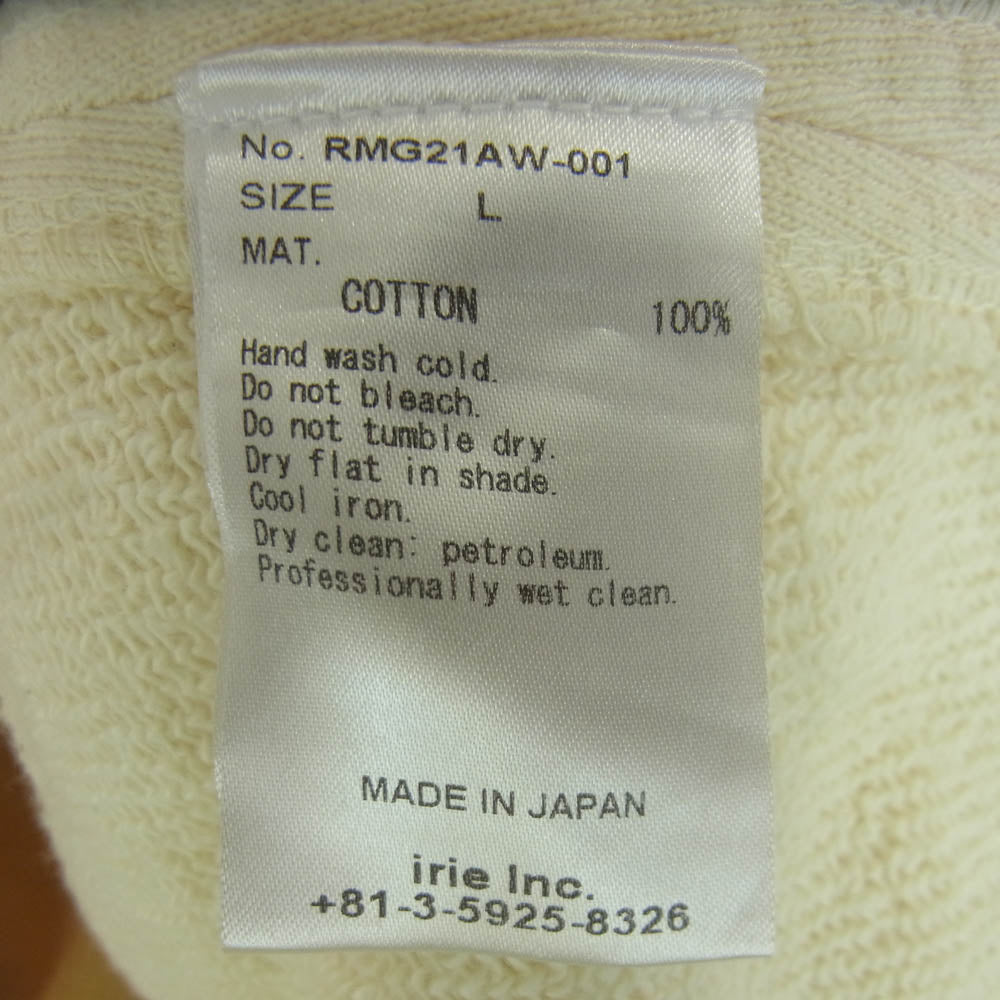 No. RMG21AW-001
SIZE L
MAT.
COTTON 100%
Hand wash cold.
Do not bleach.
Do not tumble dry.
Dry flat in shade.
Cool iron.
Dry clean: petroleum.
Professionally wet clean.
MADE IN JAPAN
irie Inc.
+81-3-5925-8326